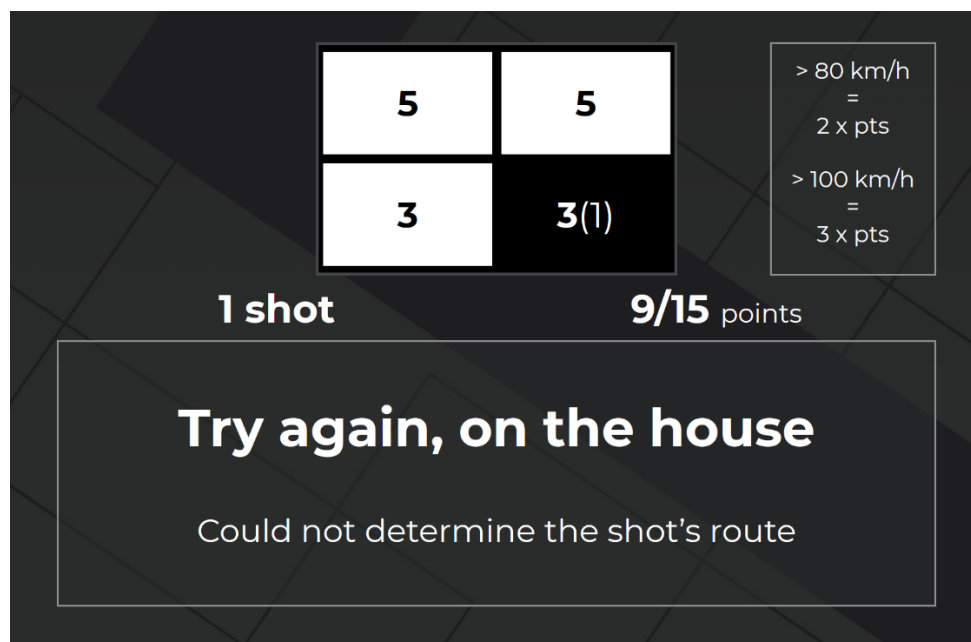 5 5
3 3(1)
> 80 km/h
=
2 x pts
> 100 km/h
=
3 x pts
1 shot 9/15 points
Try again, on the house
Could not determine the shot’s route